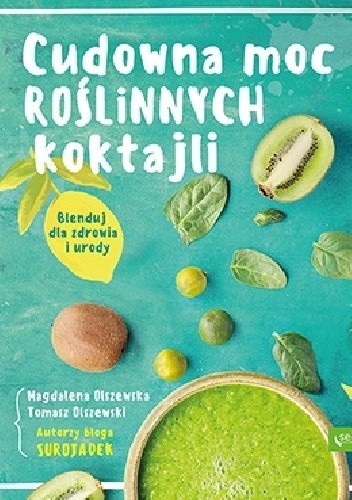 Cudowna moc
ROŚLINNYCH
koktajli
Blenduj
dla zdrowia
i urody
Magdalena Olszewska
Tomasz Olszewski
Autorzy bloga
SUROJADEK